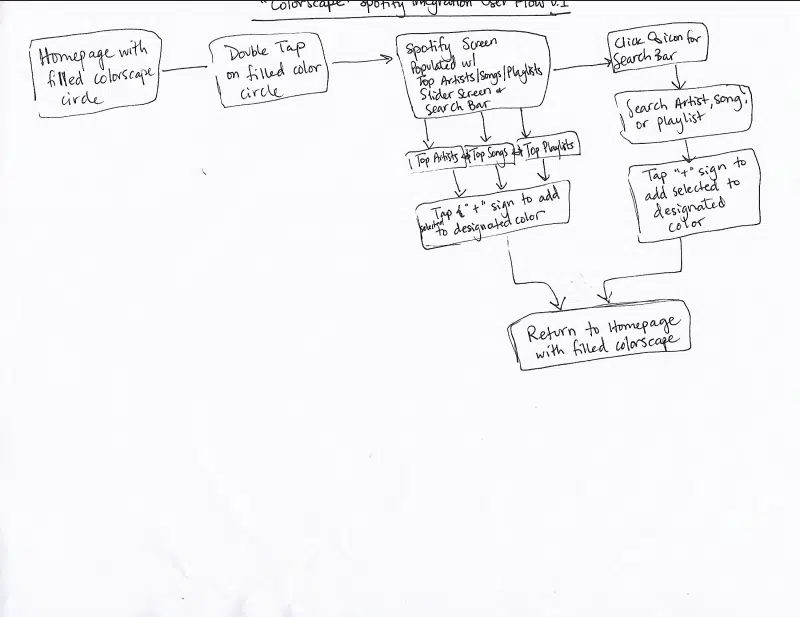 "Colorscape" Spotify Integration User Flow v.1
Homepage with
filled colorscape
circle
Double Tap
on filled color
circle
Spotify Screen
Populated w/
Top Artists/Songs/Playlists
Slider Screen +
Search Bar
Click Q icon for
Search Bar
Search Artist, song,
or playlist
Tap "+" sign to
add selected to
designated
color
Top Artists
Top Songs
Top Playlists
Tap "+" sign to add
selected to designated color
Return to Homepage
with filled colorscape